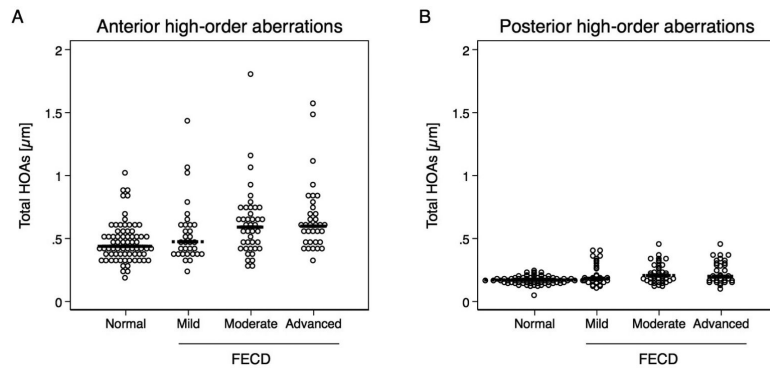 A
Anterior high-order aberrations
Total HOAs [µm]
2
1.5
1
.5
0
Normal
Mild
Moderate
Advanced
FECD
B
Posterior high-order aberrations
Total HOAs [µm]
2
1.5
1
.5
0
Normal
Mild
Moderate
Advanced
FECD